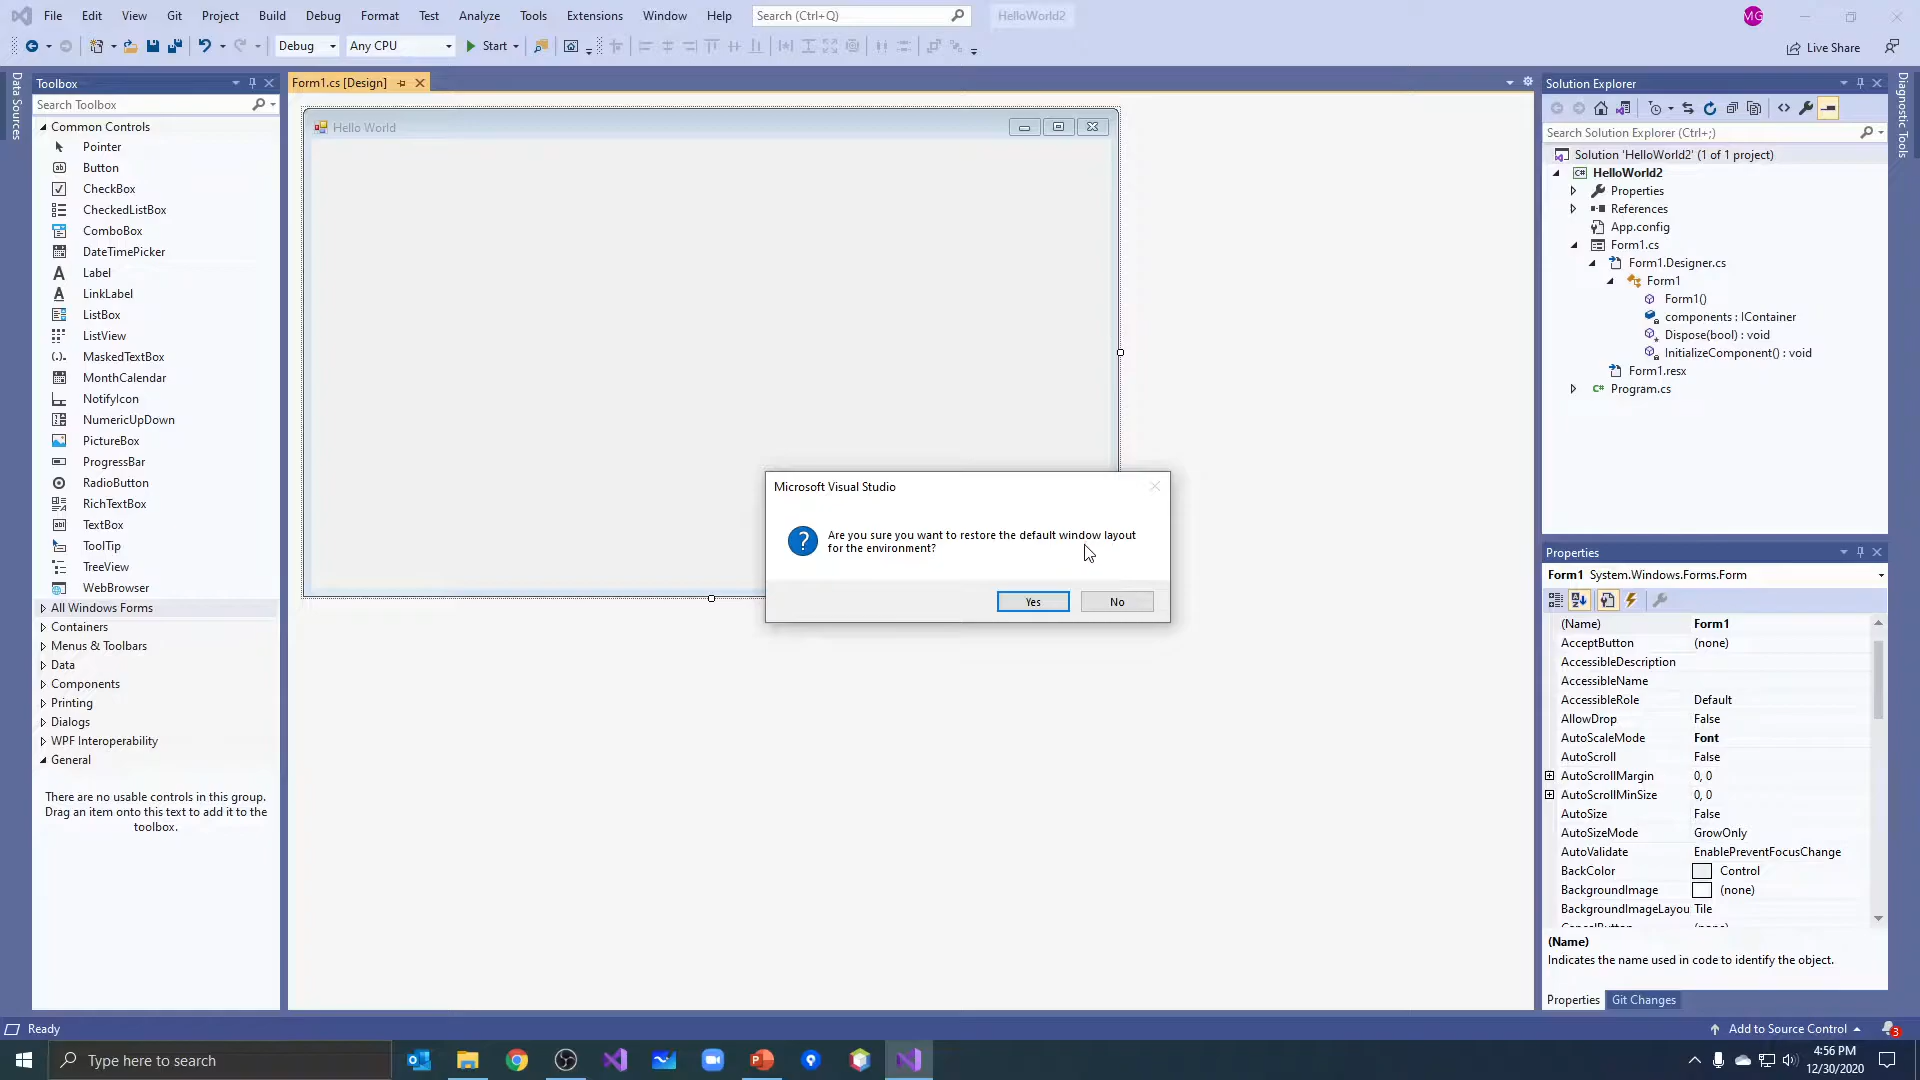 File Edit View Git Project Build Debug Format Test Analyze Tools Extensions Window Help Search (Ctrl+Q) HelloWorld2 MG
Debug Any CPU Start Live Share
Data Sources
Toolbox
Search Toolbox
Common Controls
Pointer
Button
CheckBox
CheckedListBox
ComboBox
DateTimePicker
Label
LinkLabel
ListBox
ListView
MaskedTextBox
MonthCalendar
NotifyIcon
NumericUpDown
PictureBox
ProgressBar
RadioButton
RichTextBox
TextBox
ToolTip
TreeView
WebBrowser
All Windows Forms
Containers
Menus & Toolbars
Data
Components
Printing
Dialogs
WPF Interoperability
General
There are no usable controls in this group.
Drag an item onto this text to add it to the
toolbox.
Form1.cs [Design]
Hello World
Microsoft Visual Studio
Are you sure you want to restore the default window layout
for the environment?
Yes No
Solution Explorer
Search Solution Explorer (Ctrl+;)
Solution 'HelloWorld2' (1 of 1 project)
HelloWorld2
Properties
References
App.config
Form1.cs
Form1.Designer.cs
Form1
Form1()
components : IContainer
Dispose(bool) : void
InitializeComponent() : void
Form1.resx
Program.cs
Diagnostic Tools
Properties
Form1 System.Windows.Forms.Form
(Name) Form1
AcceptButton (none)
AccessibleDescription
AccessibleName
AccessibleRole Default
AllowDrop False
AutoScaleMode Font
AutoScroll False
AutoScrollMargin 0, 0
AutoScrollMinSize 0, 0
AutoSize False
AutoSizeMode GrowOnly
AutoValidate EnablePreventFocusChange
BackColor Control
BackgroundImage (none)
BackgroundImageLayou Tile
(Name)
Indicates the name used in code to identify the object.
Properties Git Changes
Ready Add to Source Control 3
Type here to search
4:56 PM
12/30/2020